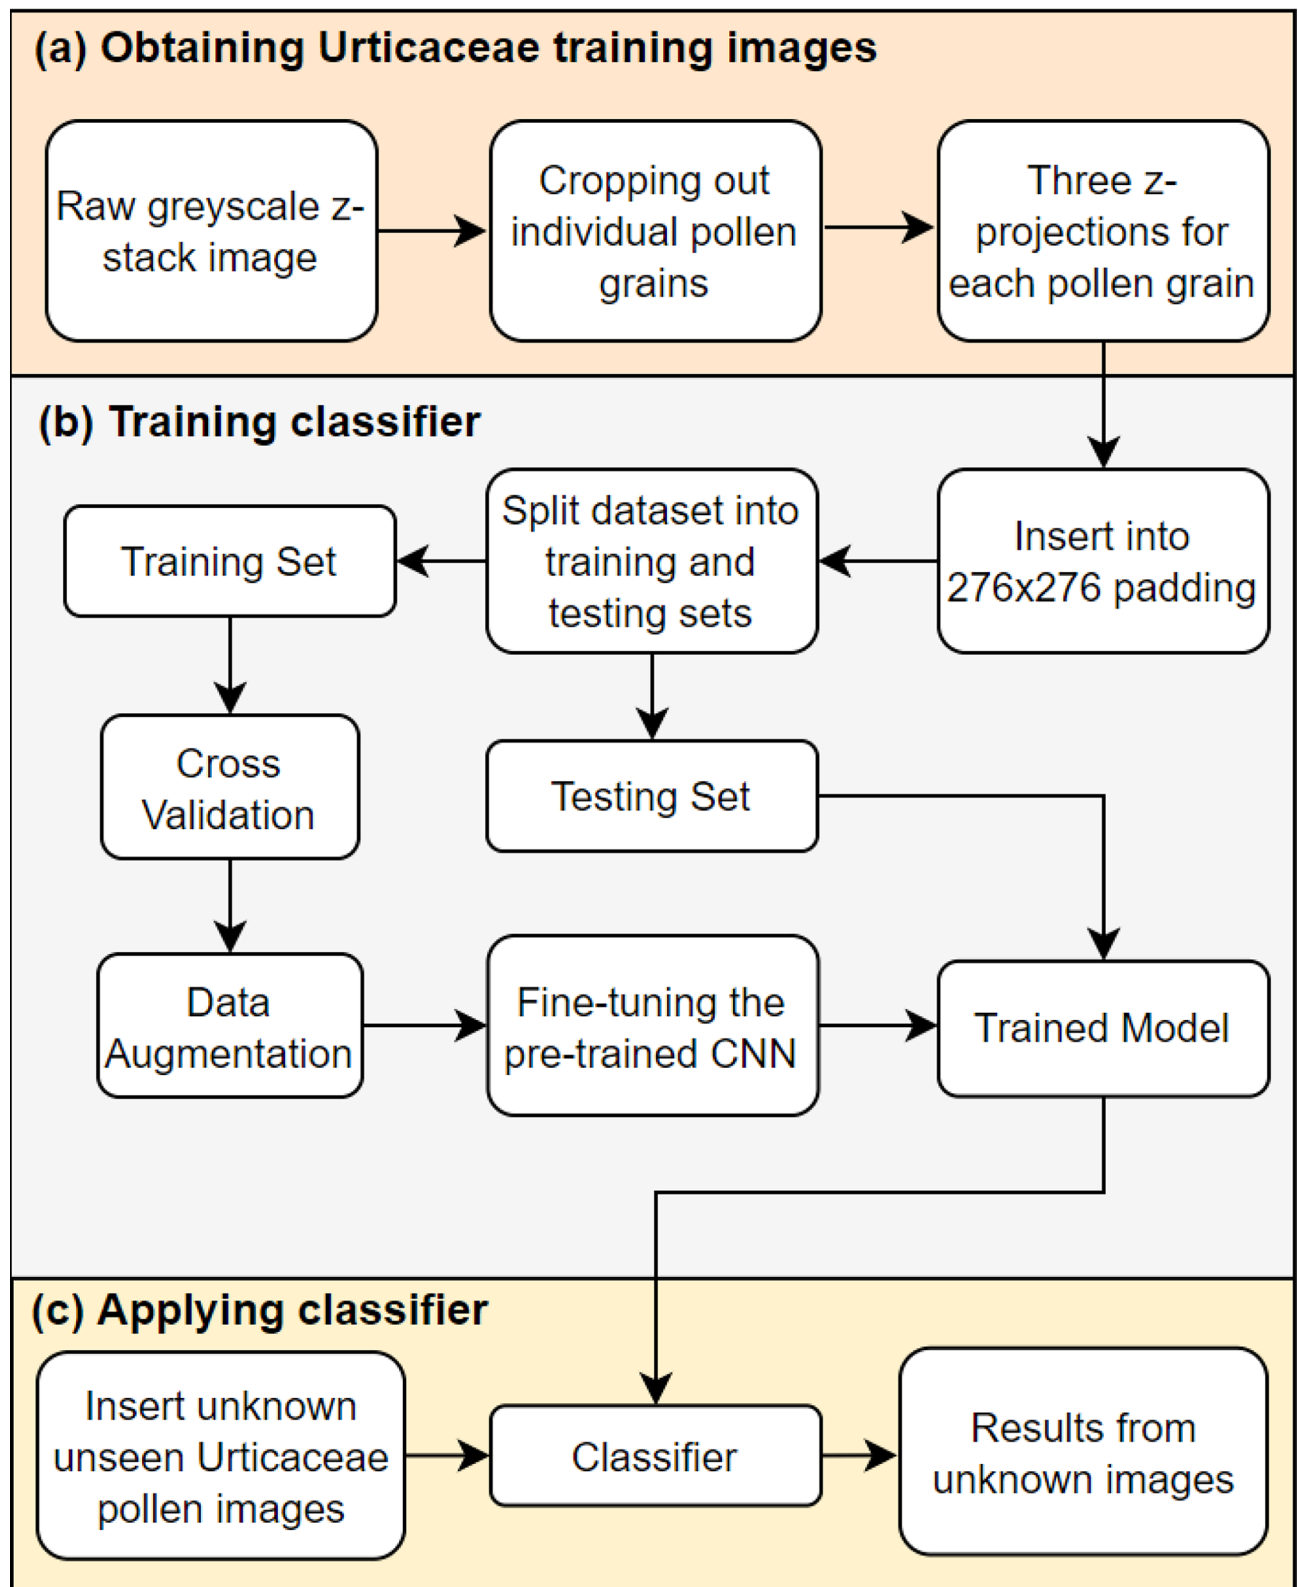 (a) Obtaining Urticaceae training images
Raw greyscale z-
stack image
Cropping out
individual pollen
grains
Three z-
projections for
each pollen grain
(b) Training classifier
Insert into
276x276 padding
Split dataset into
training and
testing sets
Training Set
Cross
Validation
Testing Set
Data
Augmentation
Fine-tuning the
pre-trained CNN
Trained Model
(c) Applying classifier
Insert unknown
unseen Urticaceae
pollen images
Classifier
Results from
unknown images